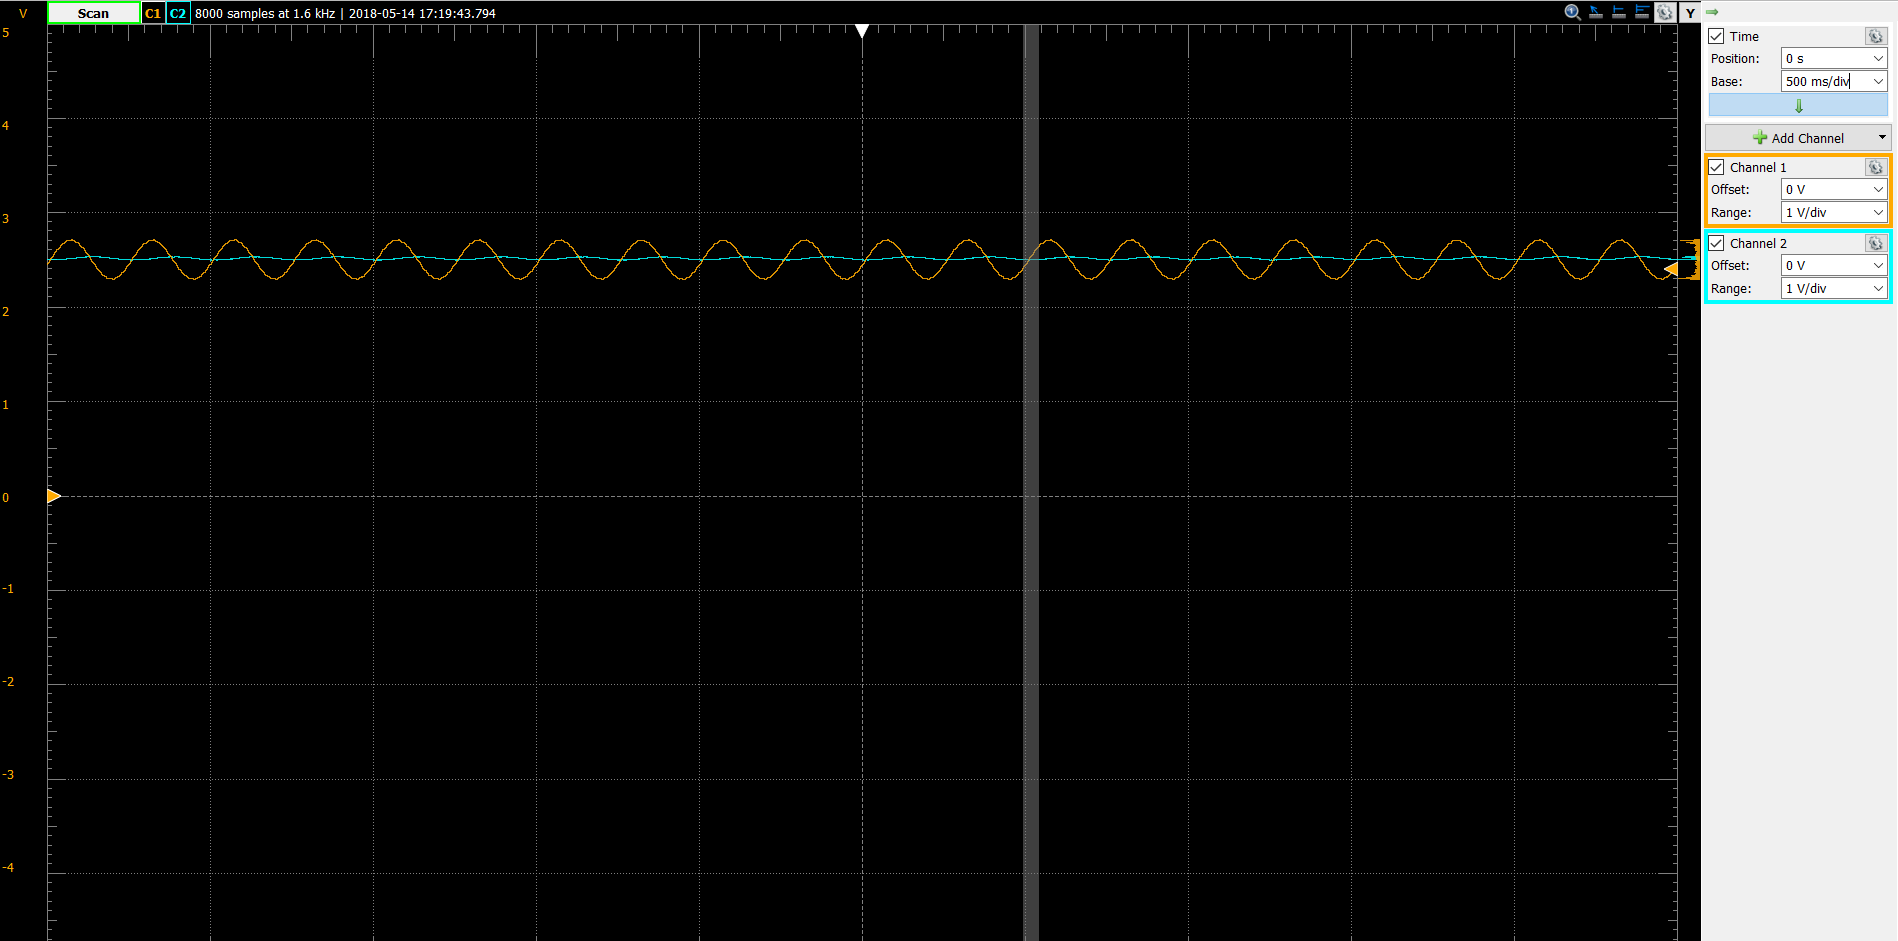 V Scan C1 C2 8000 samples at 1.6 kHz | 2018-05-14 17:19:43.794 Y
5
4
3
2
1
0
-1
-2
-3
-4
Time
Position: 0 s
Base: 500 ms/div
Add Channel
Channel 1
Offset: 0 V
Range: 1 V/div
Channel 2
Offset: 0 V
Range: 1 V/div